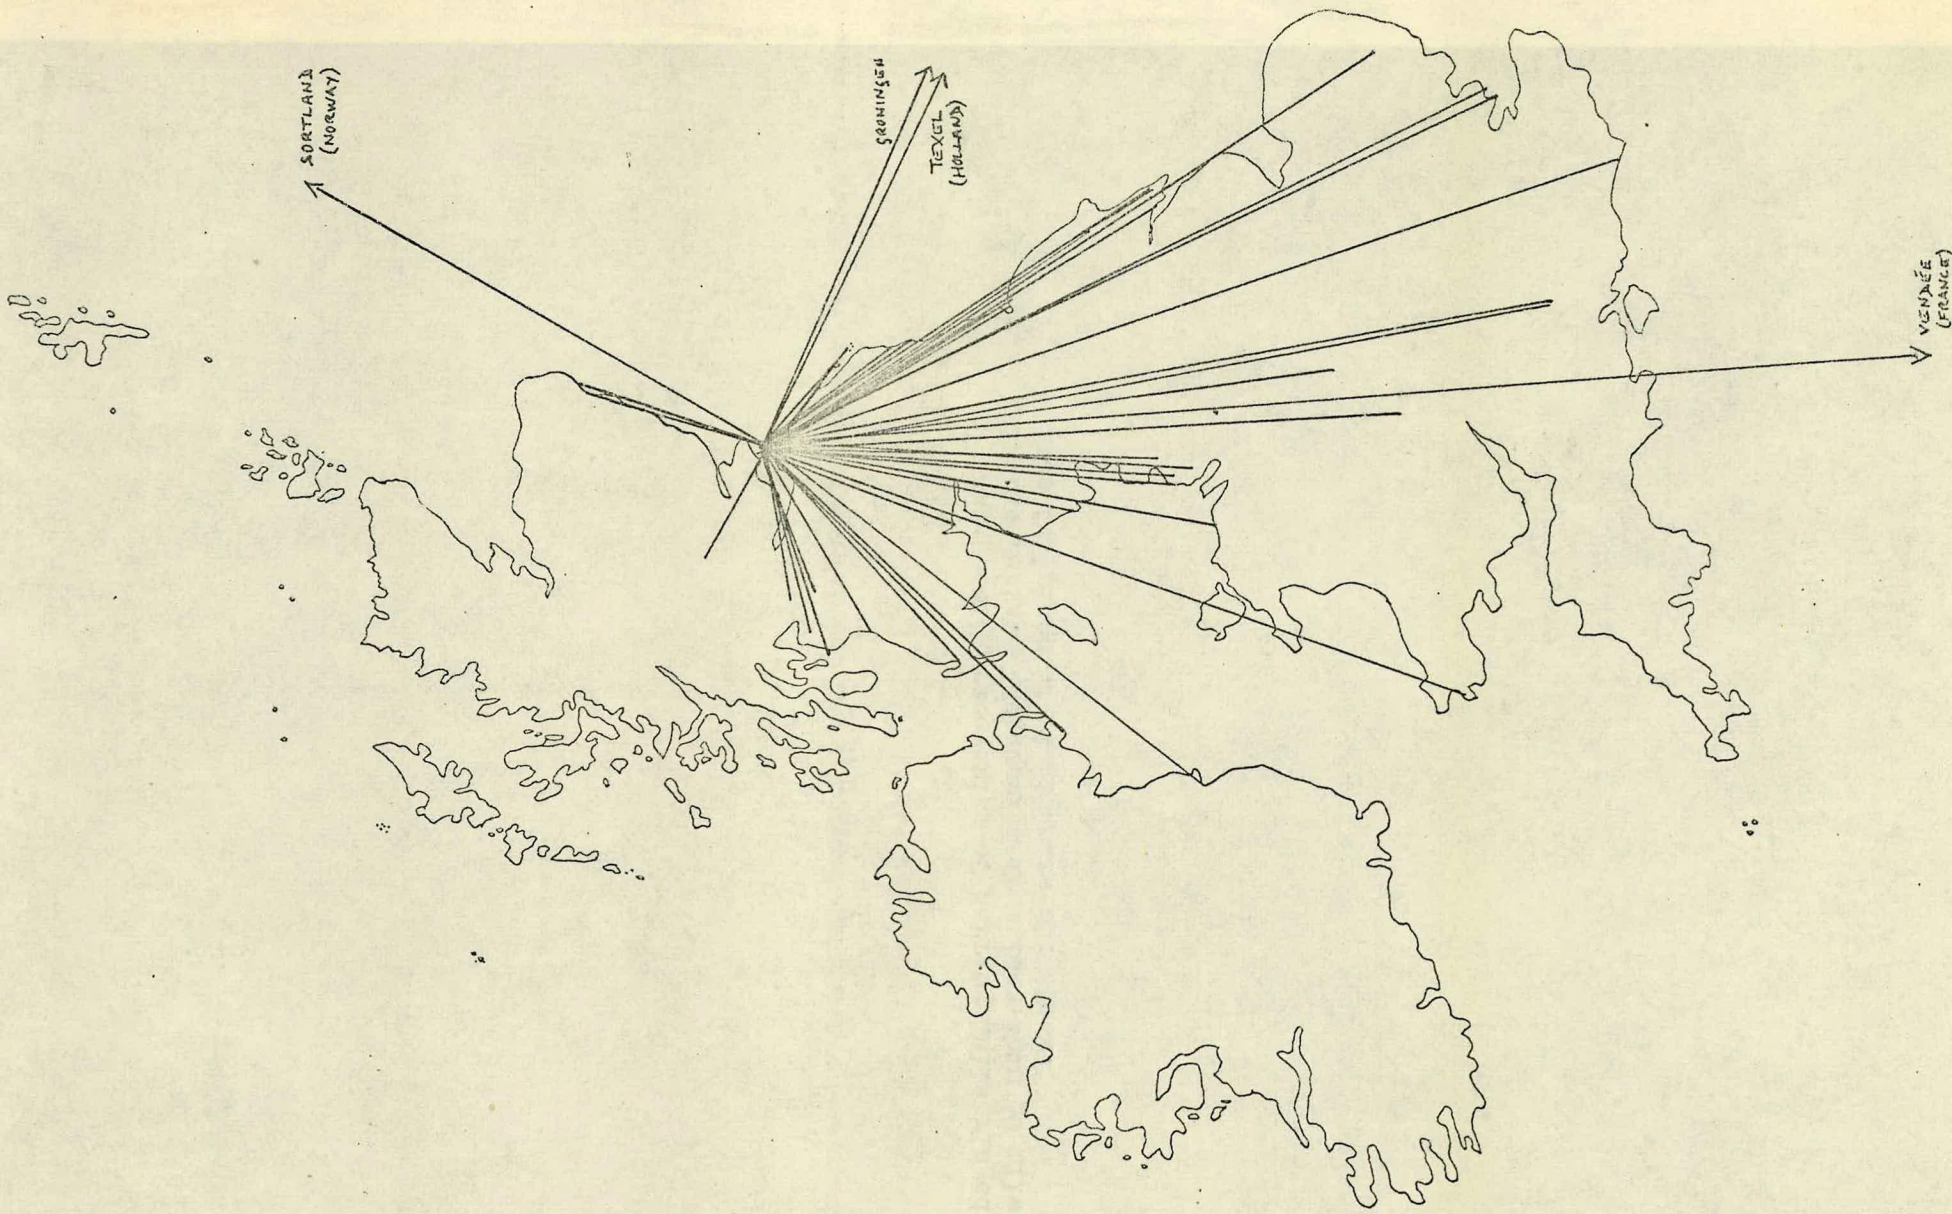 SORTLAND
(NORWAY)
GRONINGEN
TEXEL
(HOLLAND)
VENDÉE
(FRANCE)